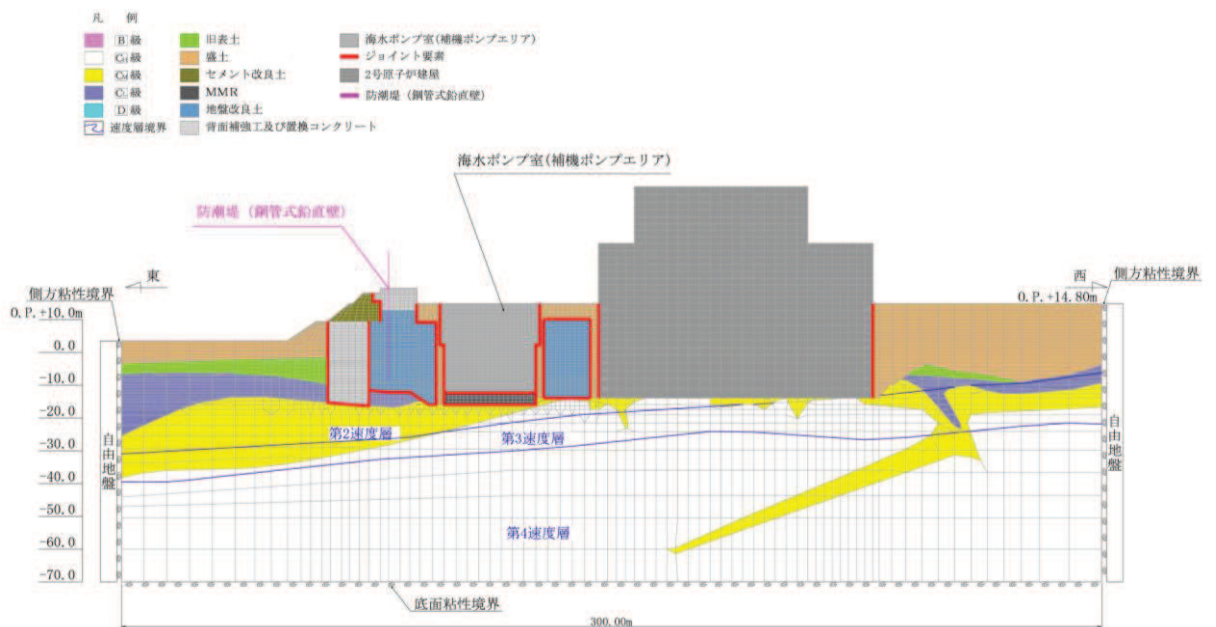 凡 例
B 級
CH 級
CM 級
CL 級
D 級
速度層境界
旧表土
盛土
セメント改良土
MMR
地盤改良土
背面補強工及び置換コンクリート
海水ポンプ室(補機ポンプエリア)
ジョイント要素
2号原子炉建屋
防潮堤 (鋼管式鉛直壁)
海水ポンプ室(補機ポンプエリア)
防潮堤 (鋼管式鉛直壁)
東
西
側方粘性境界
側方粘性境界
O.P.+14.80m
O.P.+10.0m
0.0
-10.0
-20.0
-30.0
-40.0
-50.0
-60.0
-70.0
自由地盤
自由地盤
第2速度層
第3速度層
第4速度層
底面粘性境界
300.00m